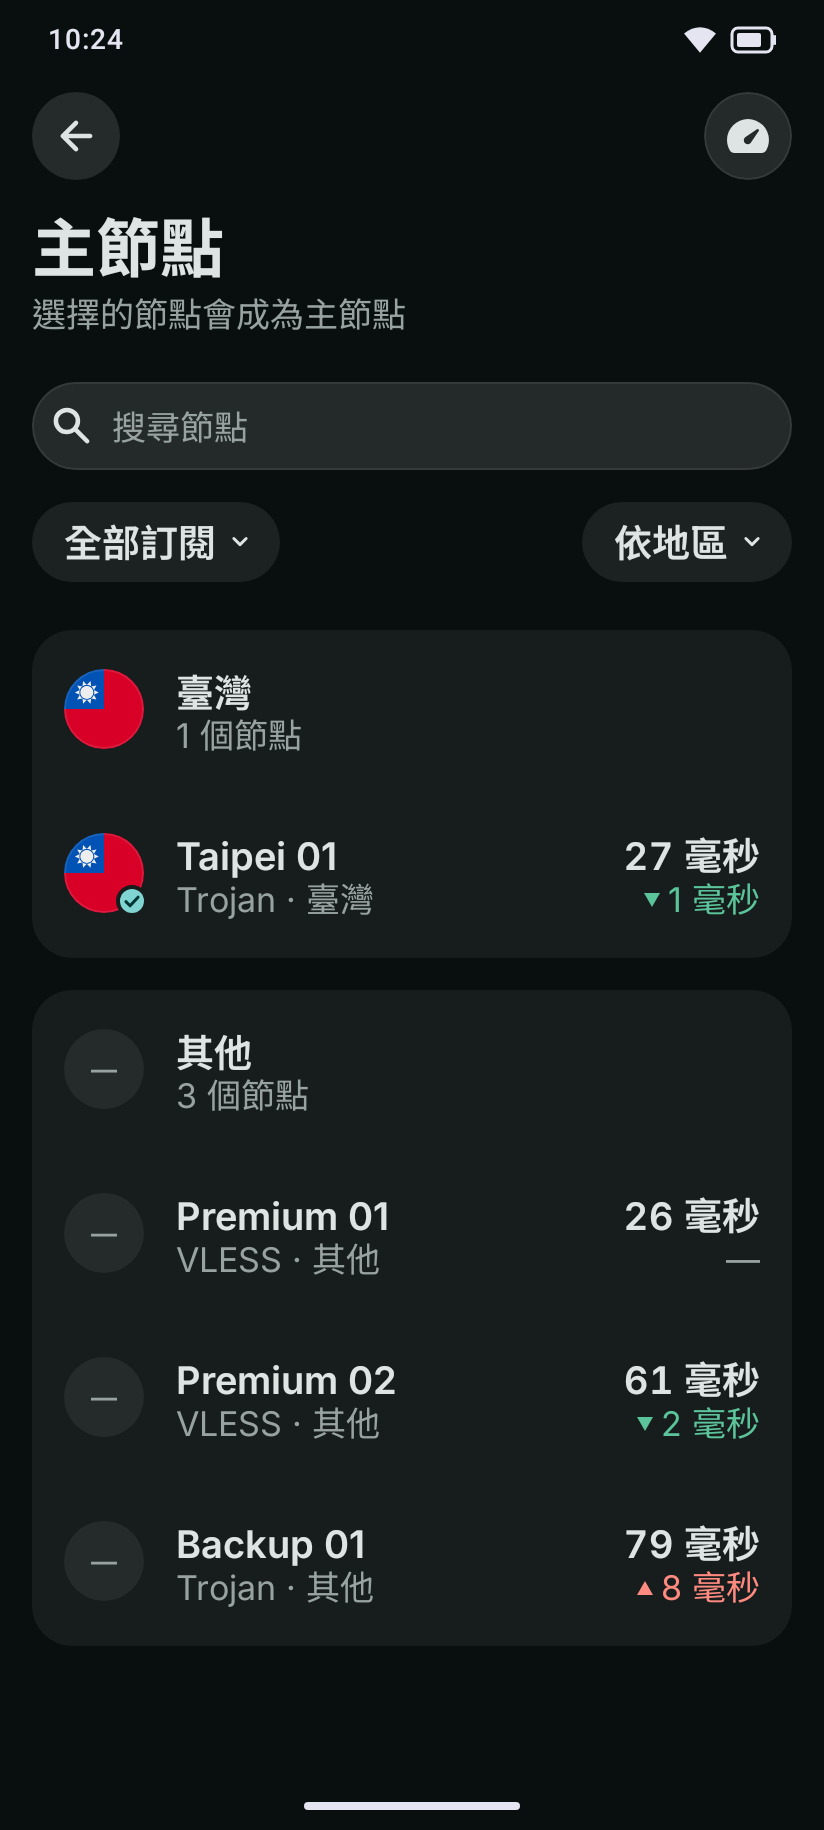 10:24
主節點
選擇的節點會成為主節點
搜尋節點
全部訂閱
依地區
臺灣
1 個節點
Taipei 01
27 毫秒
Trojan · 臺灣
▼1 毫秒
其他
3 個節點
Premium 01
26 毫秒
VLESS · 其他
—
Premium 02
61 毫秒
VLESS · 其他
▼2 毫秒
Backup 01
79 毫秒
Trojan · 其他
▲8 毫秒